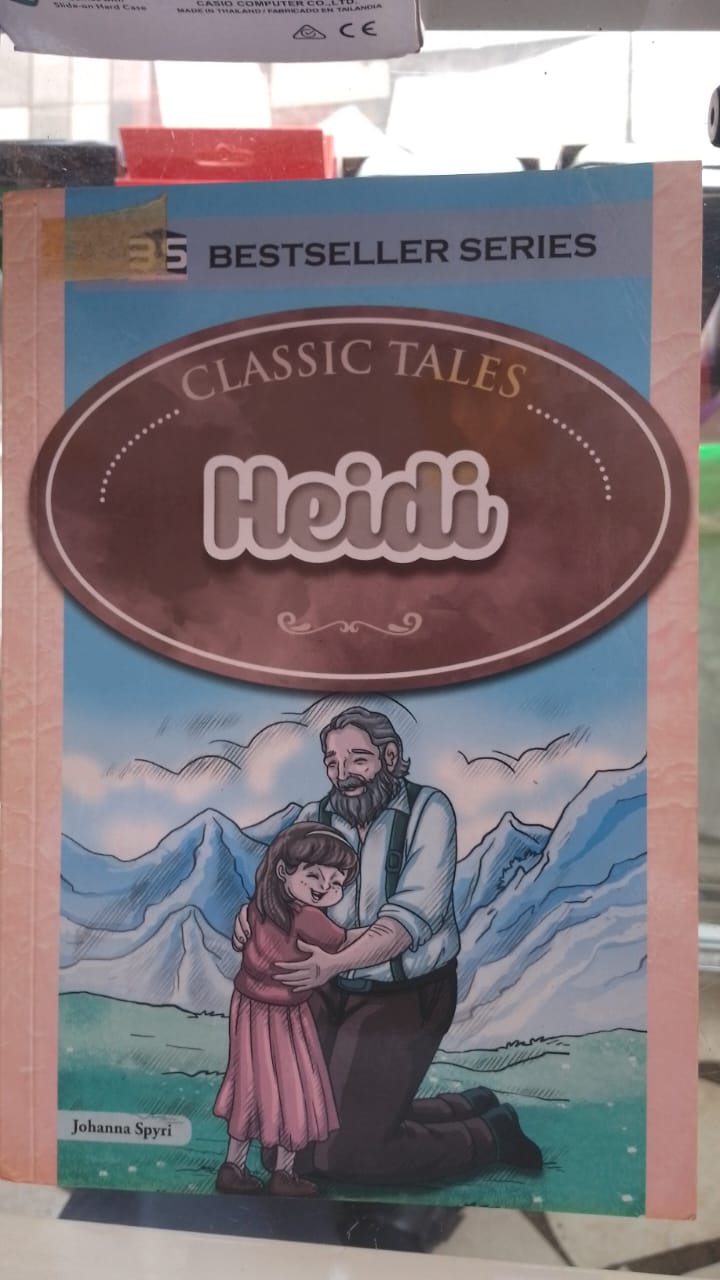 Slide-on Hard Case
CASIO COMPUTER CO., LTD.
MADE IN THAILAND / FABRICADO EN TAILANDIA
CE
BS BESTSELLER SERIES
CLASSIC TALES
Heidi
Johanna Spyri